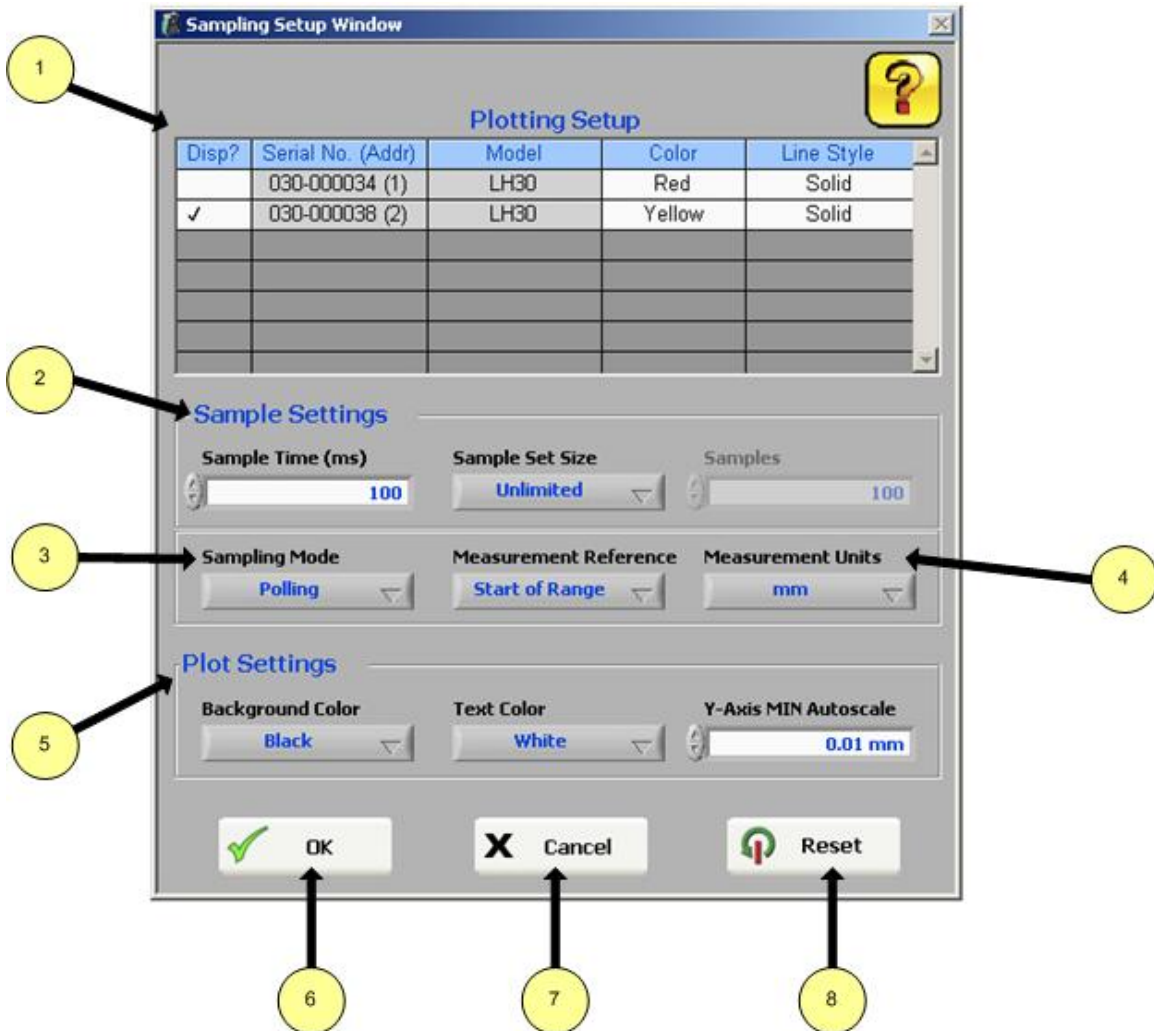 Sampling Setup Window
1
?
Plotting Setup
Disp? Serial No. (Addr) Model Color Line Style
030-000034 (1) LH30 Red Solid
✓ 030-000038 (2) LH30 Yellow Solid
2
Sample Settings
Sample Time (ms) Sample Set Size Samples
100 Unlimited 100
3
Sampling Mode Measurement Reference Measurement Units
4
Polling Start of Range mm
Plot Settings
5
Background Color Text Color Y-Axis MIN Autoscale
Black White 0.01 mm
OK X Cancel Reset
6 7 8